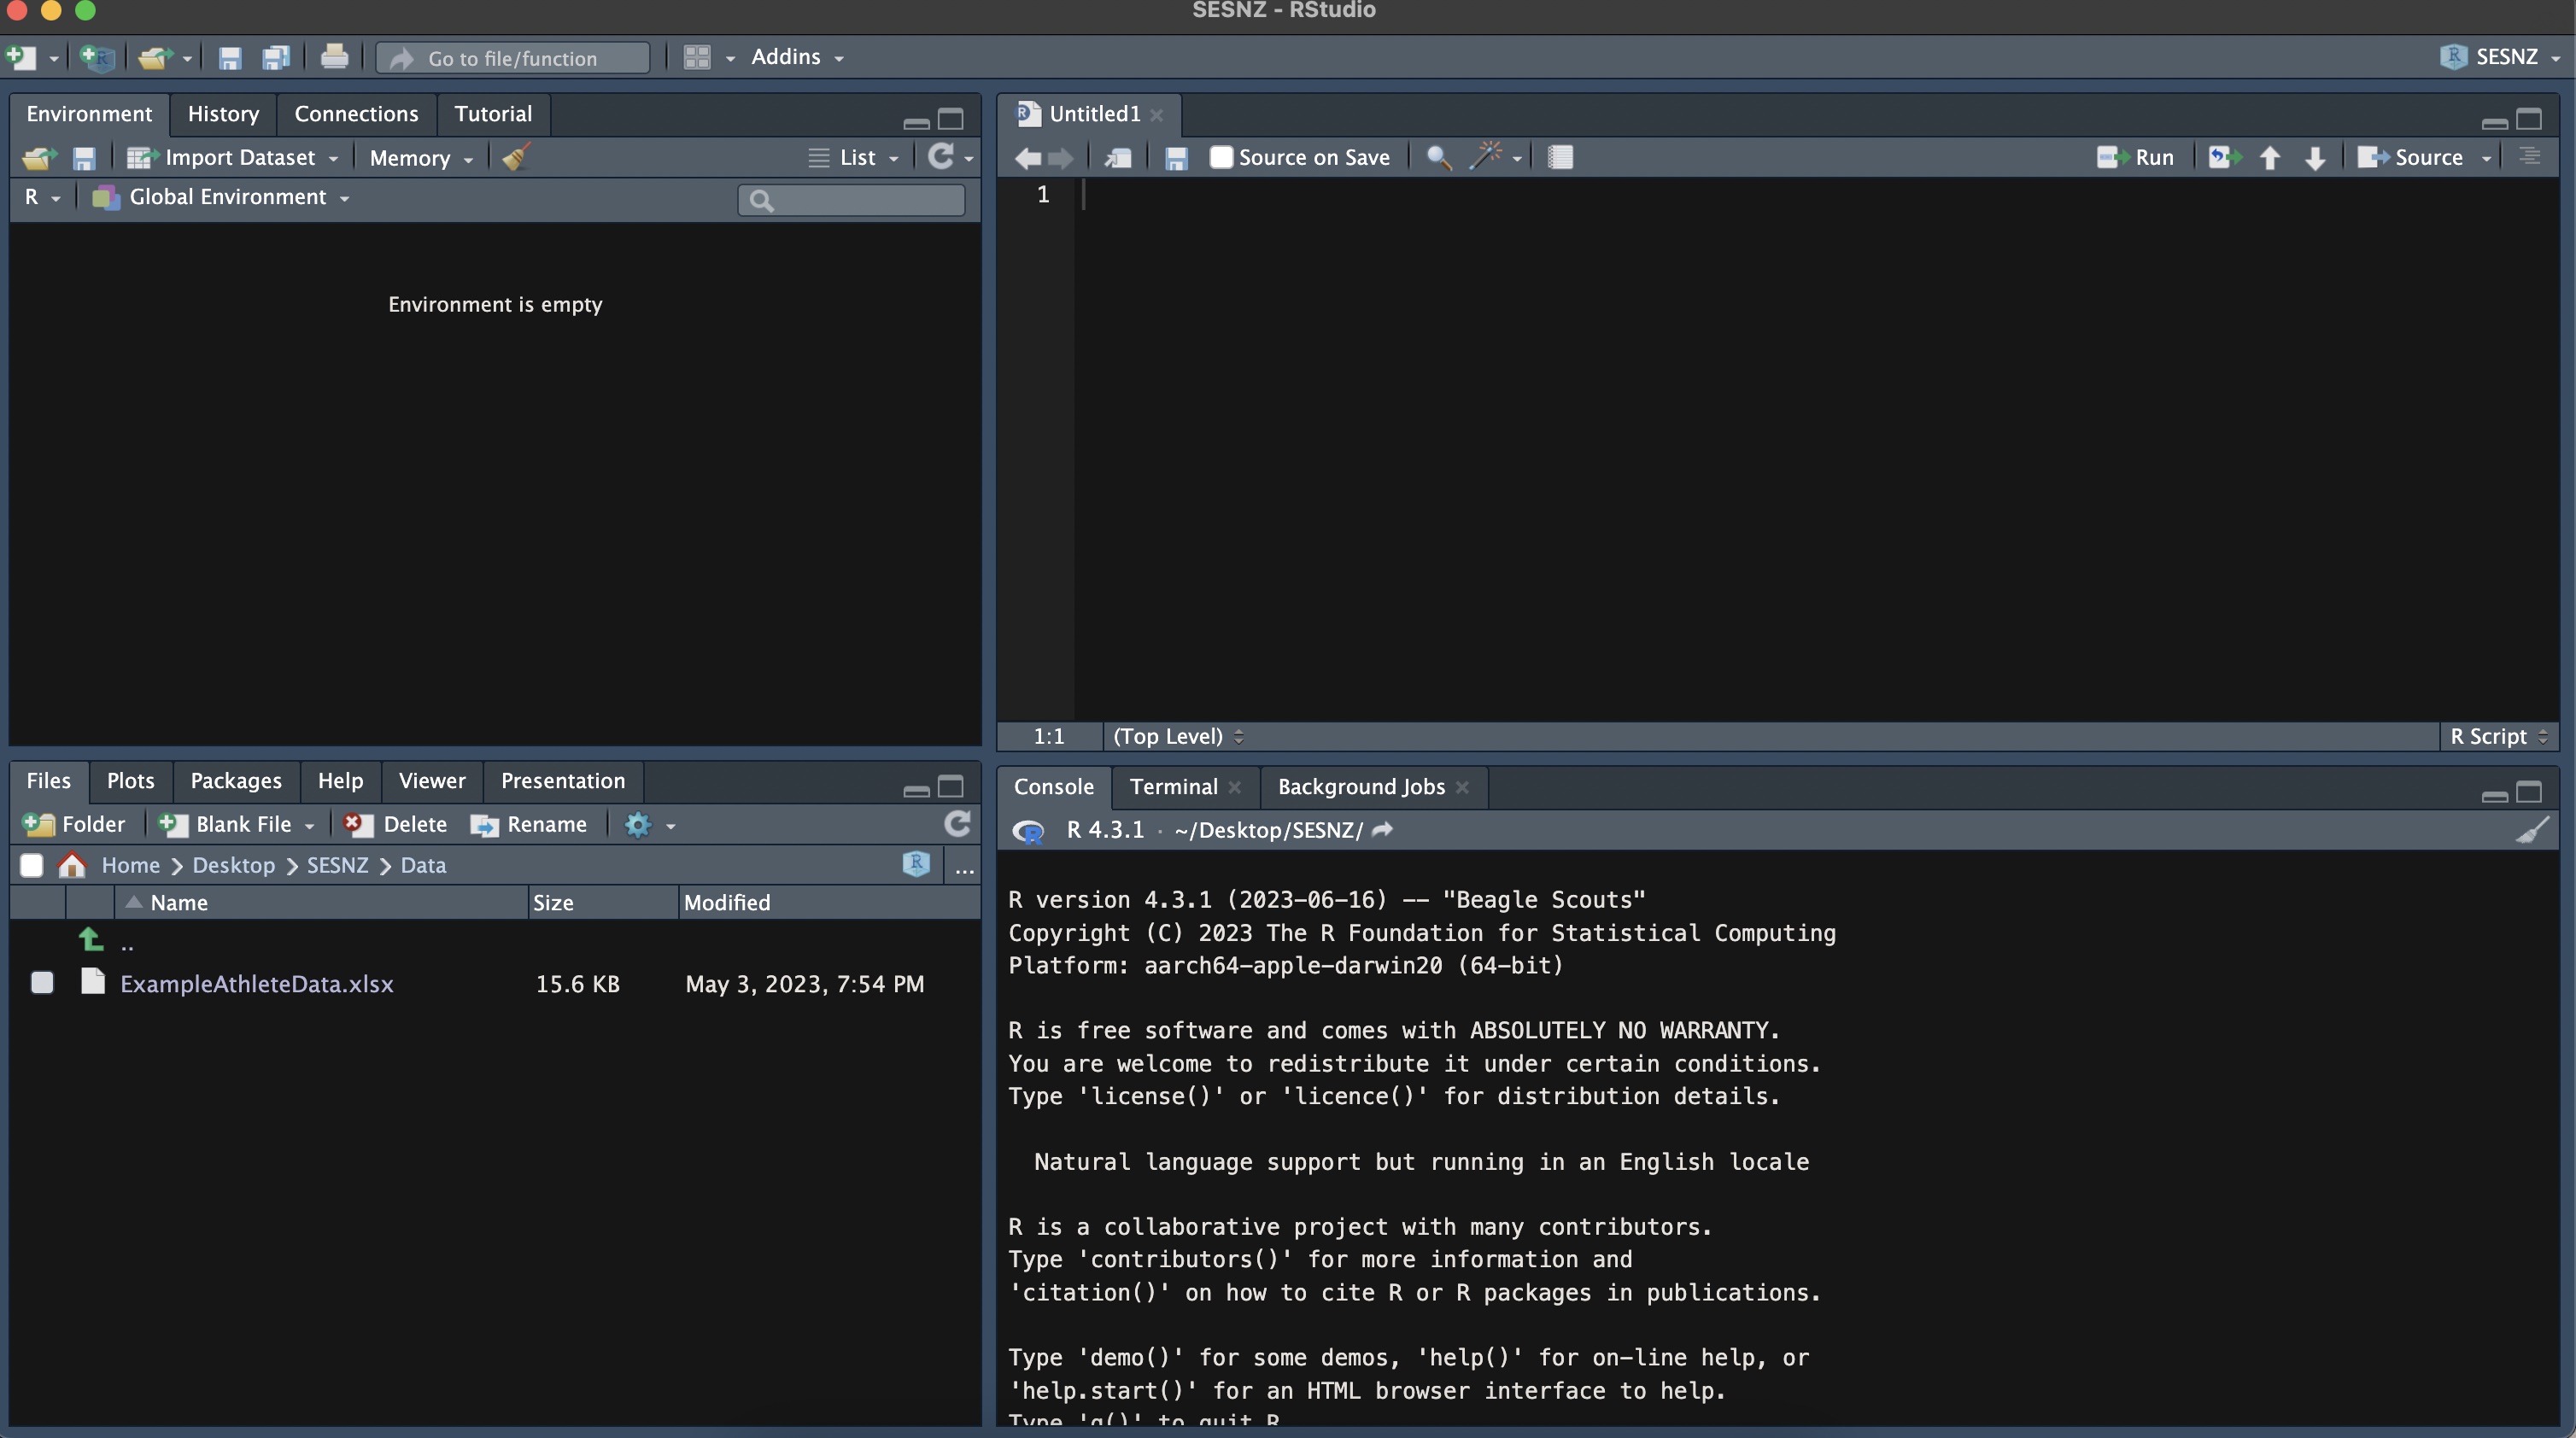 SESNZ - RStudio
Go to file/function
Addins
SESNZ
Environment History Connections Tutorial
Import Dataset Memory List
R Global Environment
Environment is empty
Untitled1
Source on Save Run Source
1
1:1 (Top Level) R Script
Files Plots Packages Help Viewer Presentation
Folder Blank File Delete Rename
Home Desktop SESNZ Data
...
Name Size Modified
..
ExampleAthleteData.xlsx 15.6 KB May 3, 2023, 7:54 PM
Console Terminal Background Jobs
R 4.3.1 · ~/Desktop/SESNZ/
R version 4.3.1 (2023-06-16) -- "Beagle Scouts"
Copyright (C) 2023 The R Foundation for Statistical Computing
Platform: aarch64-apple-darwin20 (64-bit)
R is free software and comes with ABSOLUTELY NO WARRANTY.
You are welcome to redistribute it under certain conditions.
Type 'license()' or 'licence()' for distribution details.
Natural language support but running in an English locale
R is a collaborative project with many contributors.
Type 'contributors()' for more information and
'citation()' on how to cite R or R packages in publications.
Type 'demo()' for some demos, 'help()' for on-line help, or
'help.start()' for an HTML browser interface to help.
Type 'q()' to quit R